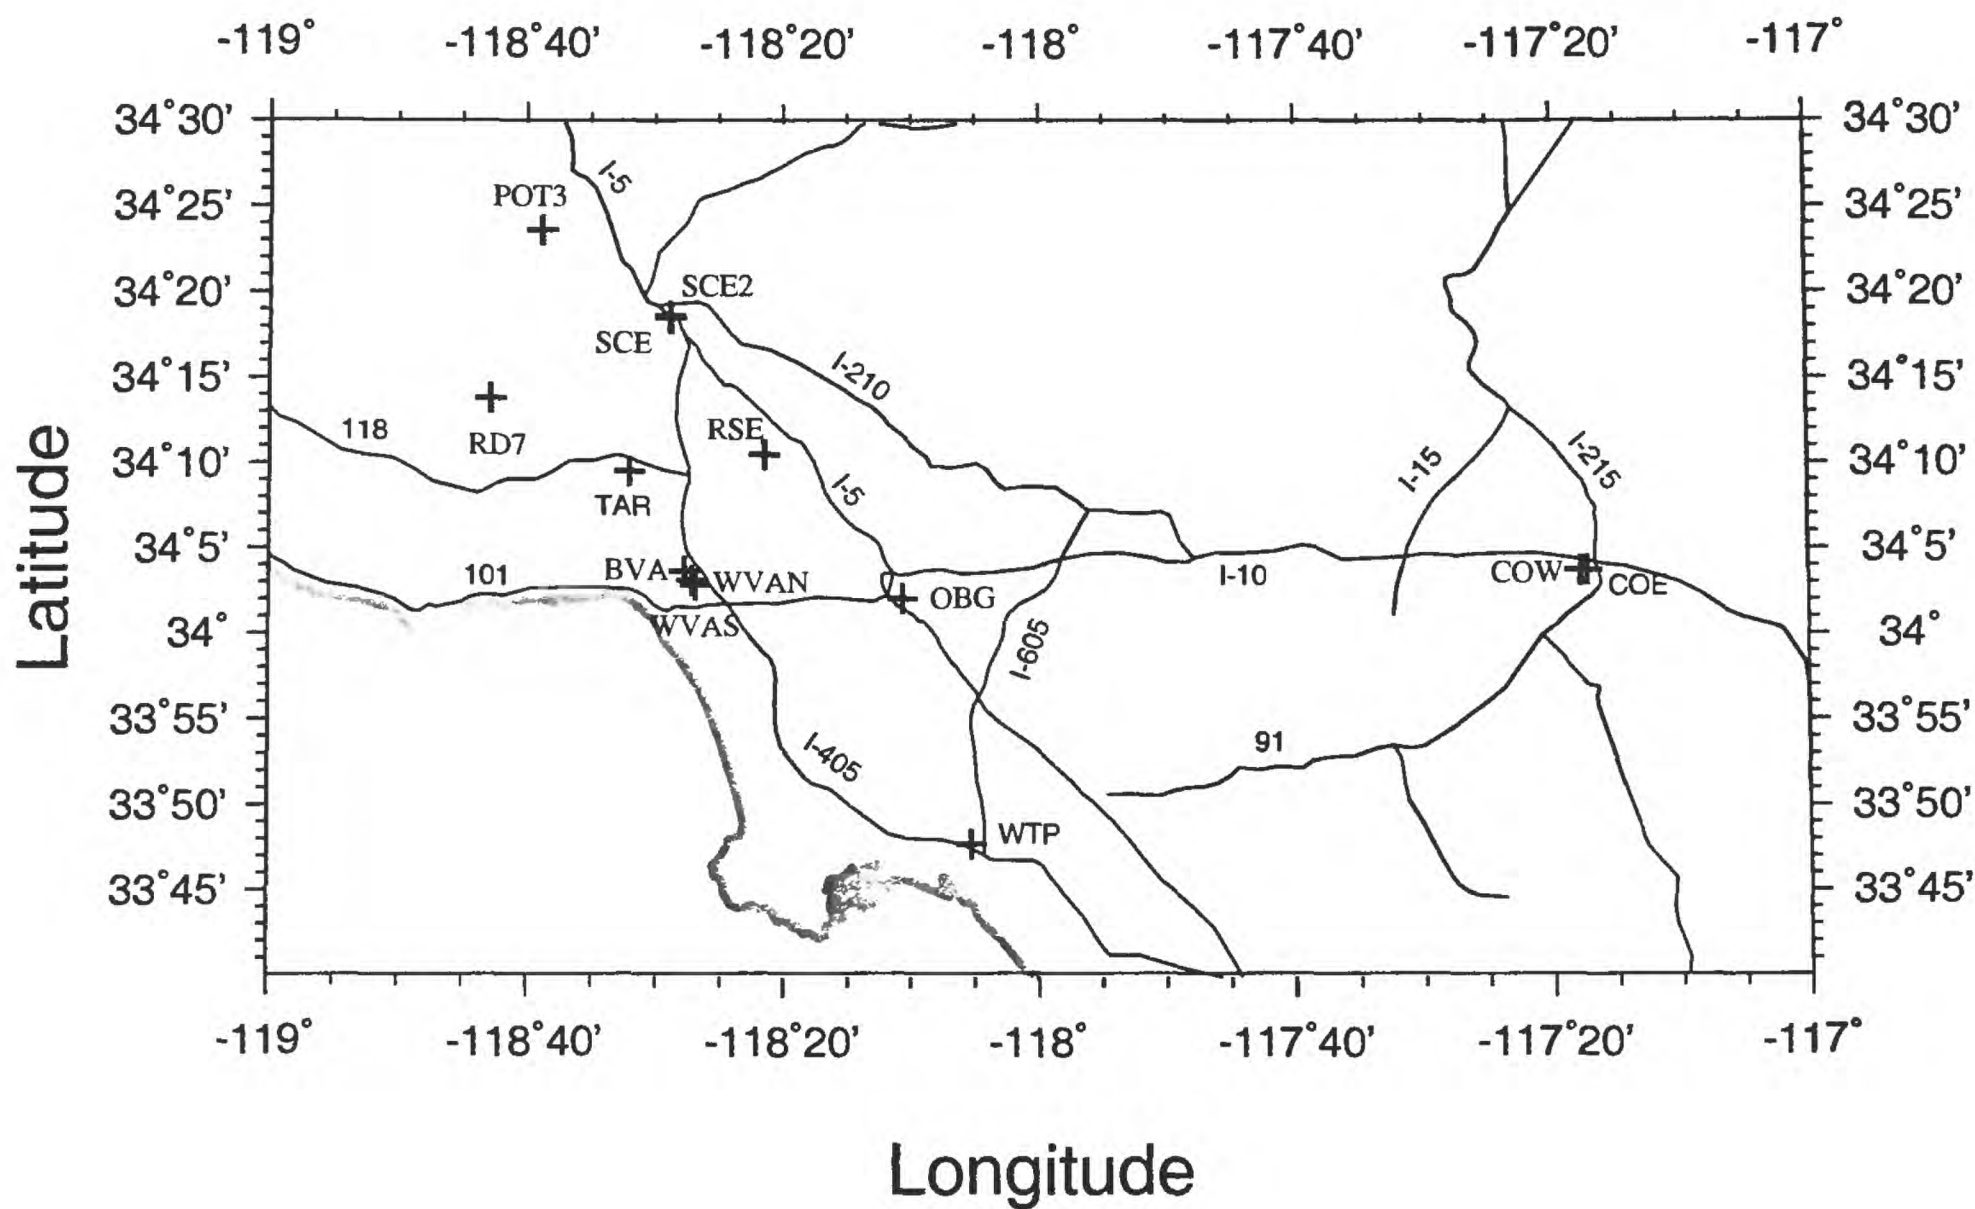 -119° -118°40' -118°20' -118° -117°40' -117°20' -117°
34°30' 34°30'
I-5
POT3
34°25' 34°25'
SCE2
34°20' 34°20'
SCE
34°15' I-210 34°15'
118 RSE
RD7 I-215
34°10' I-15 34°10'
I-5
TAR
34°5' 34°5'
101 BVA WVAN I-10 COW COE
OBG
WVAS
34° 34°
I-605
33°55' 33°55'
91
I-405
33°50' 33°50'
WTP
33°45' 33°45'
Latitude
-119° -118°40' -118°20' -118° -117°40' -117°20' -117°
Longitude